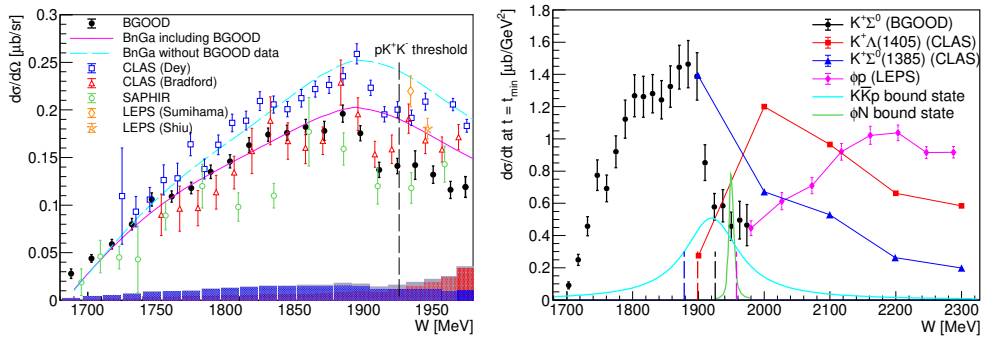 dσ/dΩ [μb/sr]
0.3
0.25
0.2
0.15
0.1
0.05
0
BGOOD
BnGa including BGOOD
BnGa without BGOOD data
CLAS (Dey)
CLAS (Bradford)
SAPHIR
LEPS (Sumihama)
LEPS (Shiu)
pK⁺K⁻ threshold
1700 1750 1800 1850 1900 1950
W [MeV]
dσ/dt at t = t_min [μb/GeV²]
1.8
1.6
1.4
1.2
1
0.8
0.6
0.4
0.2
0
K⁺Σ⁰ (BGOOD)
K⁺Λ(1405) (CLAS)
K⁺Σ⁰(1385) (CLAS)
ϕp (LEPS)
KK̅p bound state
ϕN bound state
1700 1800 1900 2000 2100 2200 2300
W [MeV]